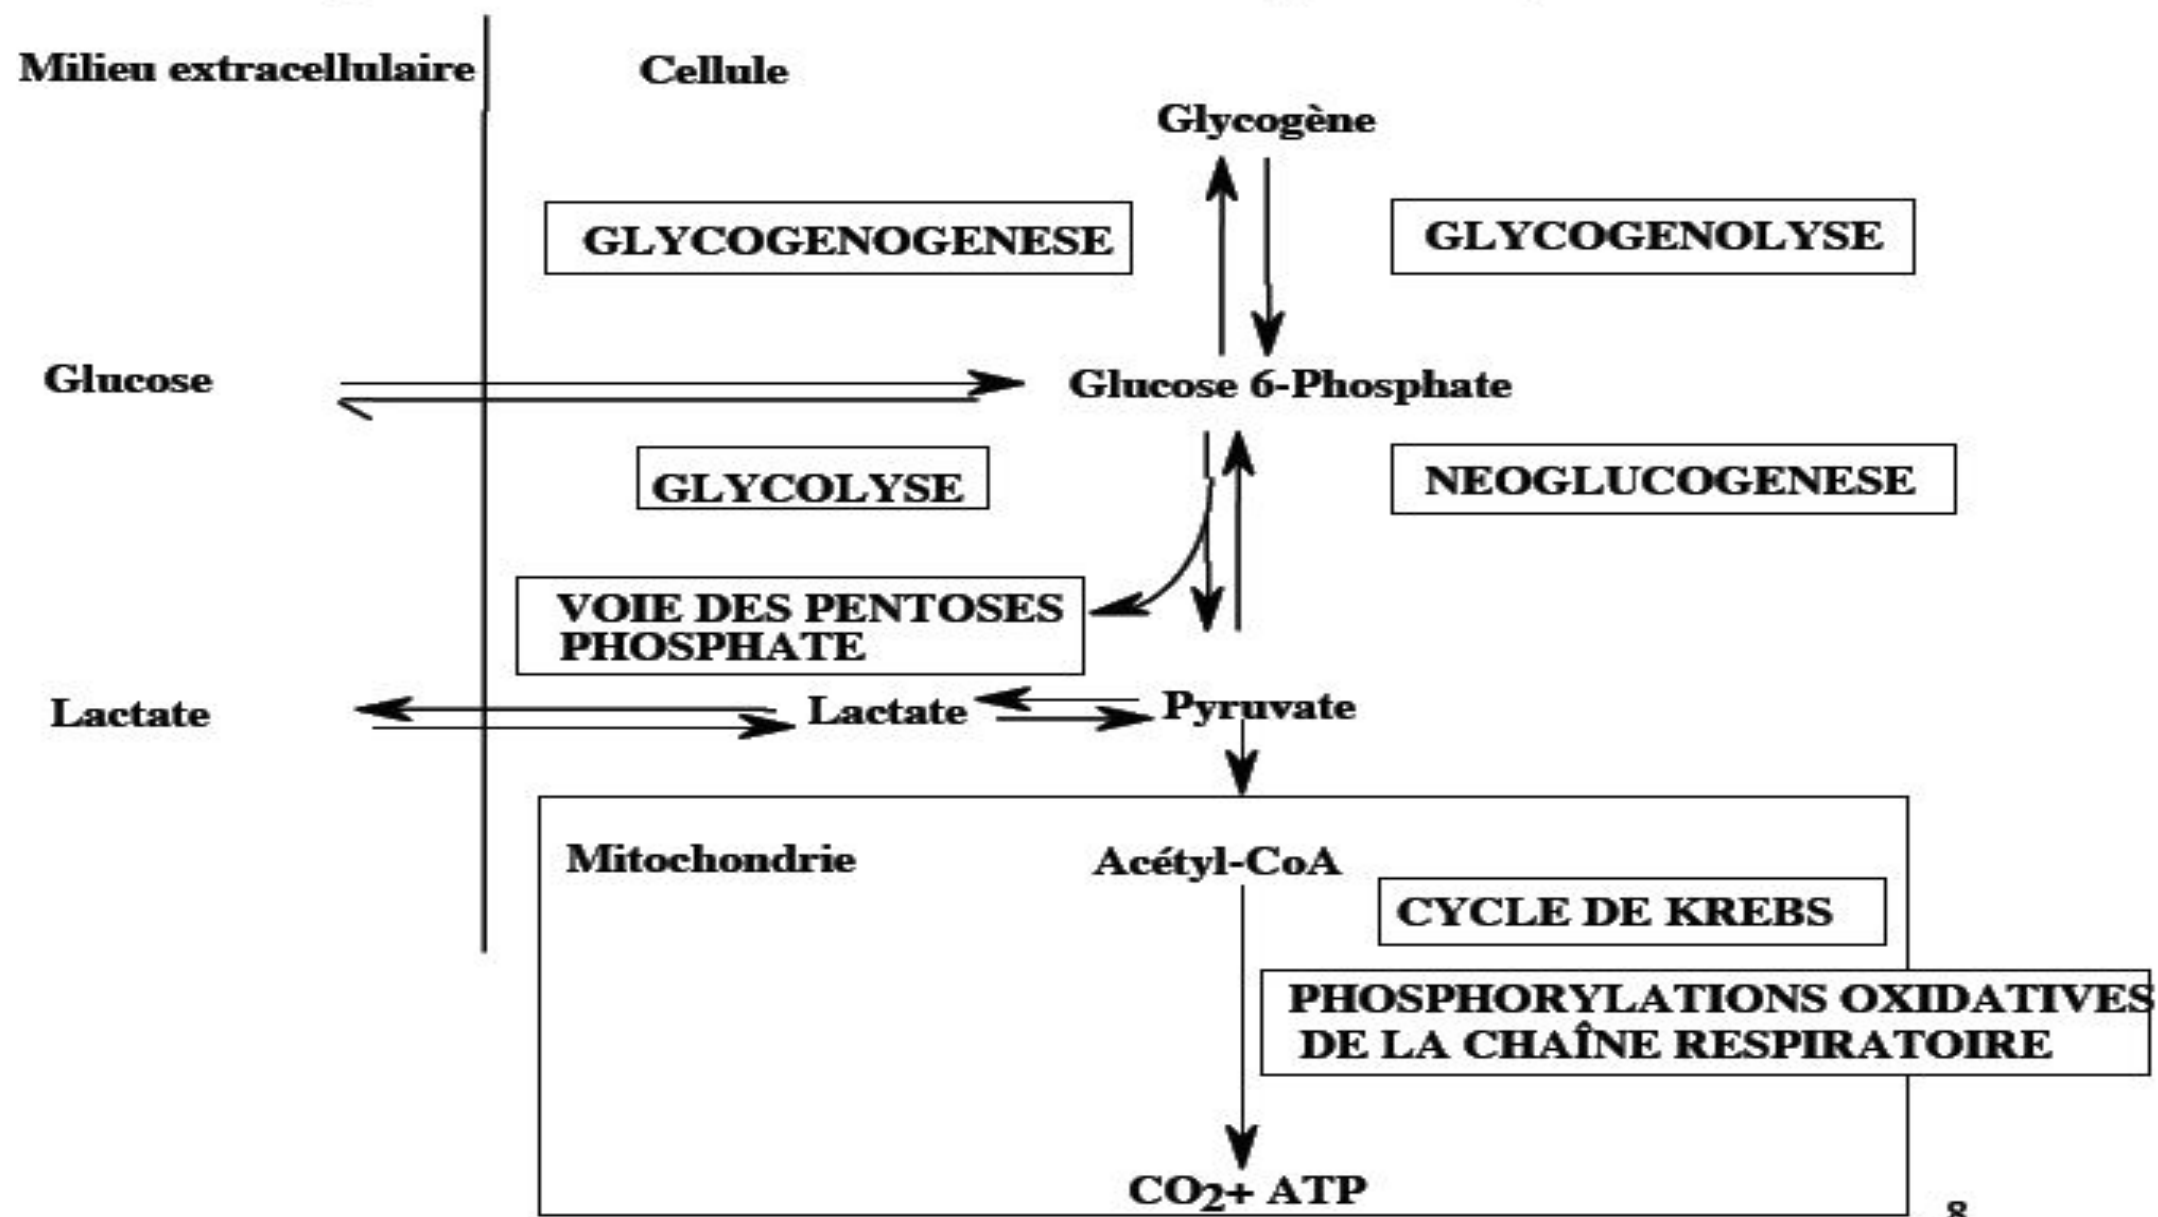 Milieu extracellulaire
Cellule
Glycogène
GLYCOGENOGENESE
GLYCOGENOLYSE
Glucose
Glucose 6-Phosphate
GLYCOLYSE
NEOGLUCOGENESE
VOIE DES PENTOSES
PHOSPHATE
Lactate
Lactate
Pyruvate
Mitochondrie
Acétyl-CoA
CYCLE DE KREBS
PHOSPHORYLATIONS OXIDATIVES
DE LA CHAÎNE RESPIRATOIRE
CO2+ ATP
8